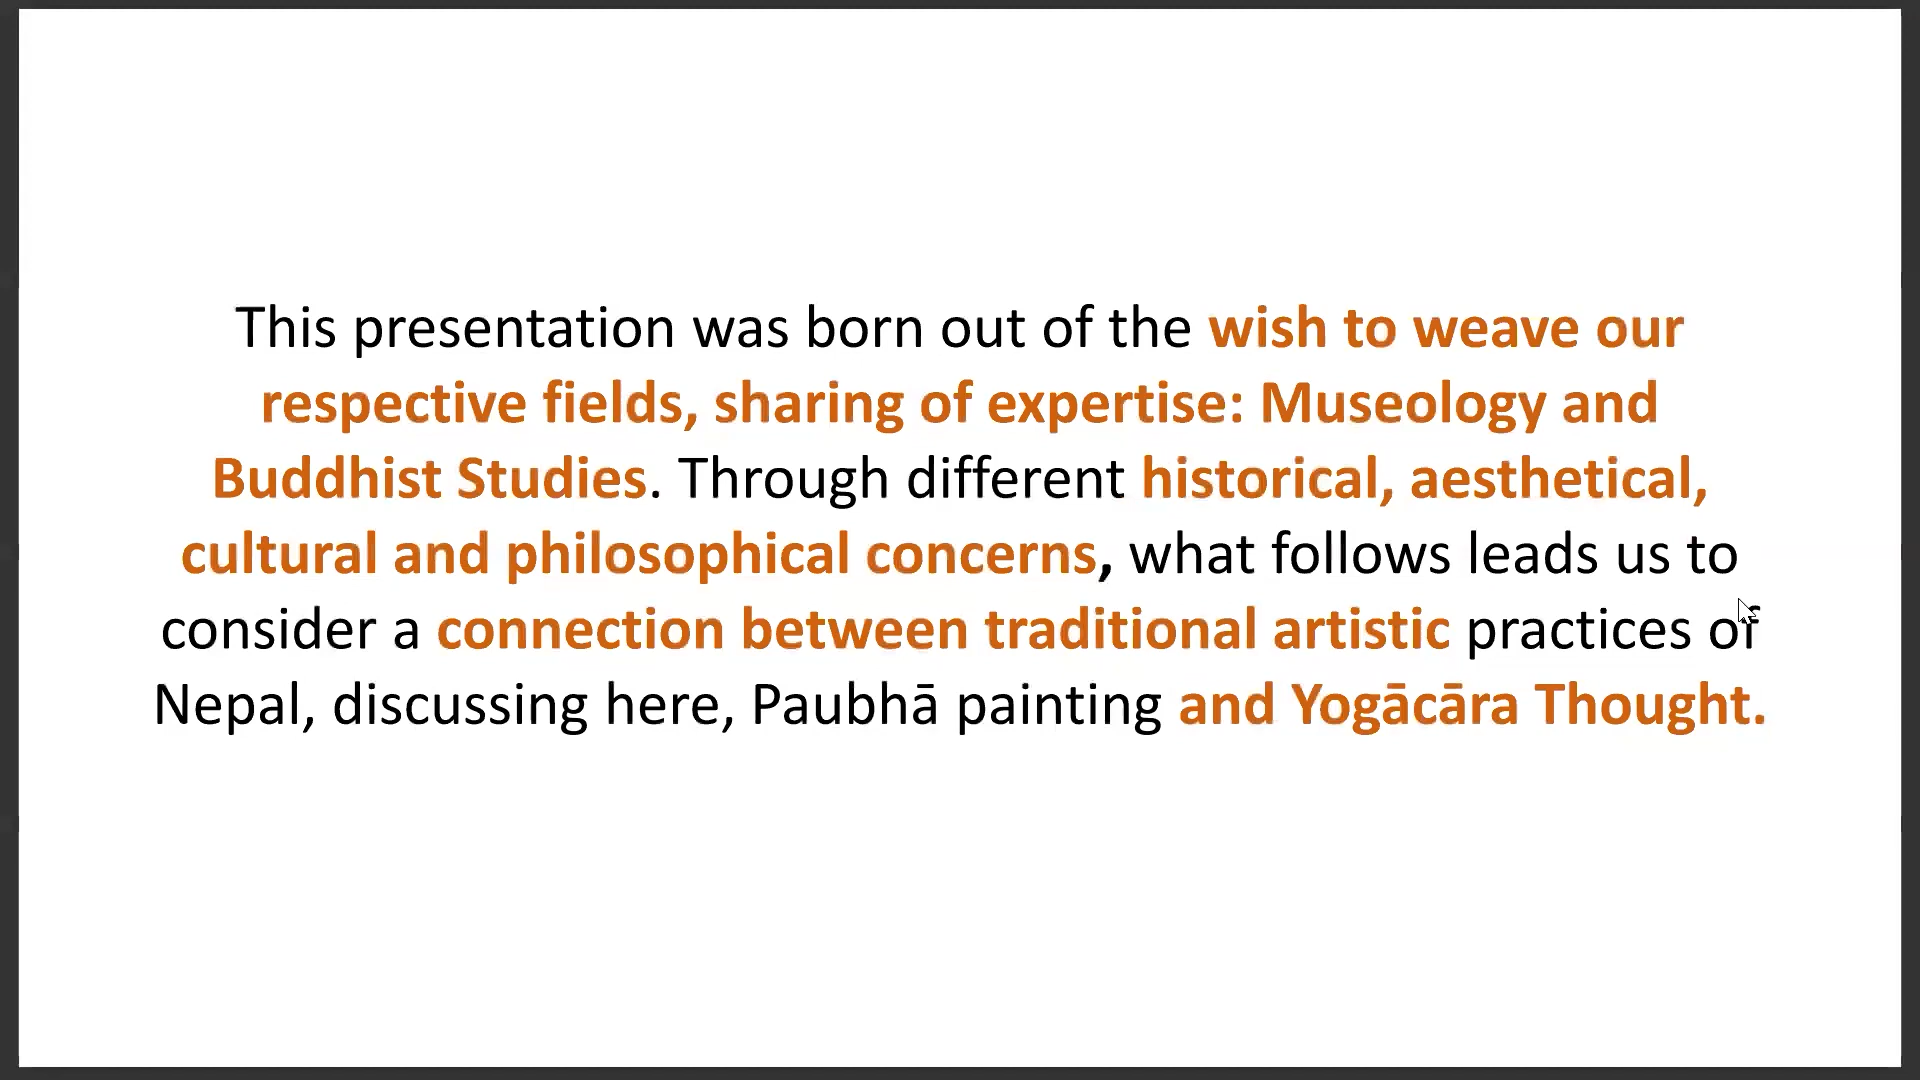 This presentation was born out of the wish to weave our
respective fields, sharing of expertise: Museology and
Buddhist Studies. Through different historical, aesthetical,
cultural and philosophical concerns, what follows leads us to
consider a connection between traditional artistic practices of
Nepal, discussing here, Paubhā painting and Yogācāra Thought.